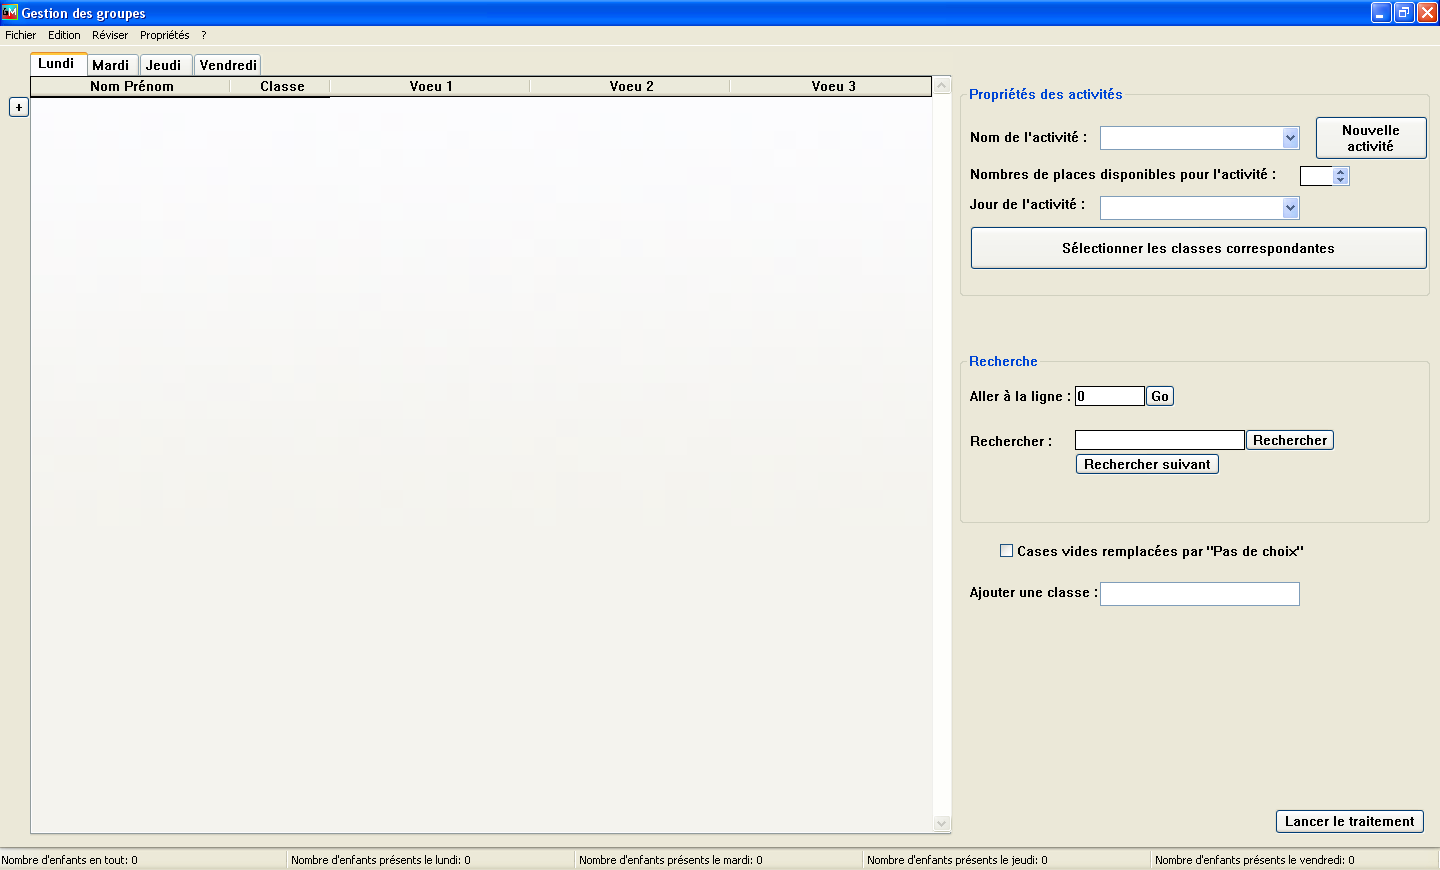 GM Gestion des groupes
Fichier Edition Réviser Propriétés ?
Lundi Mardi Jeudi Vendredi
Nom Prénom Classe Voeu 1 Voeu 2 Voeu 3
+
Propriétés des activités
Nom de l'activité :
Nouvelle
activité
Nombres de places disponibles pour l'activité :
Jour de l'activité :
Sélectionner les classes correspondantes
Recherche
Aller à la ligne : 0 Go
Rechercher : Rechercher
Rechercher suivant
Cases vides remplacées par "Pas de choix"
Ajouter une classe :
Lancer le traitement
Nombre d'enfants en tout: 0 Nombre d'enfants présents le lundi: 0 Nombre d'enfants présents le mardi: 0 Nombre d'enfants présents le jeudi: 0 Nombre d'enfants présents le vendredi: 0